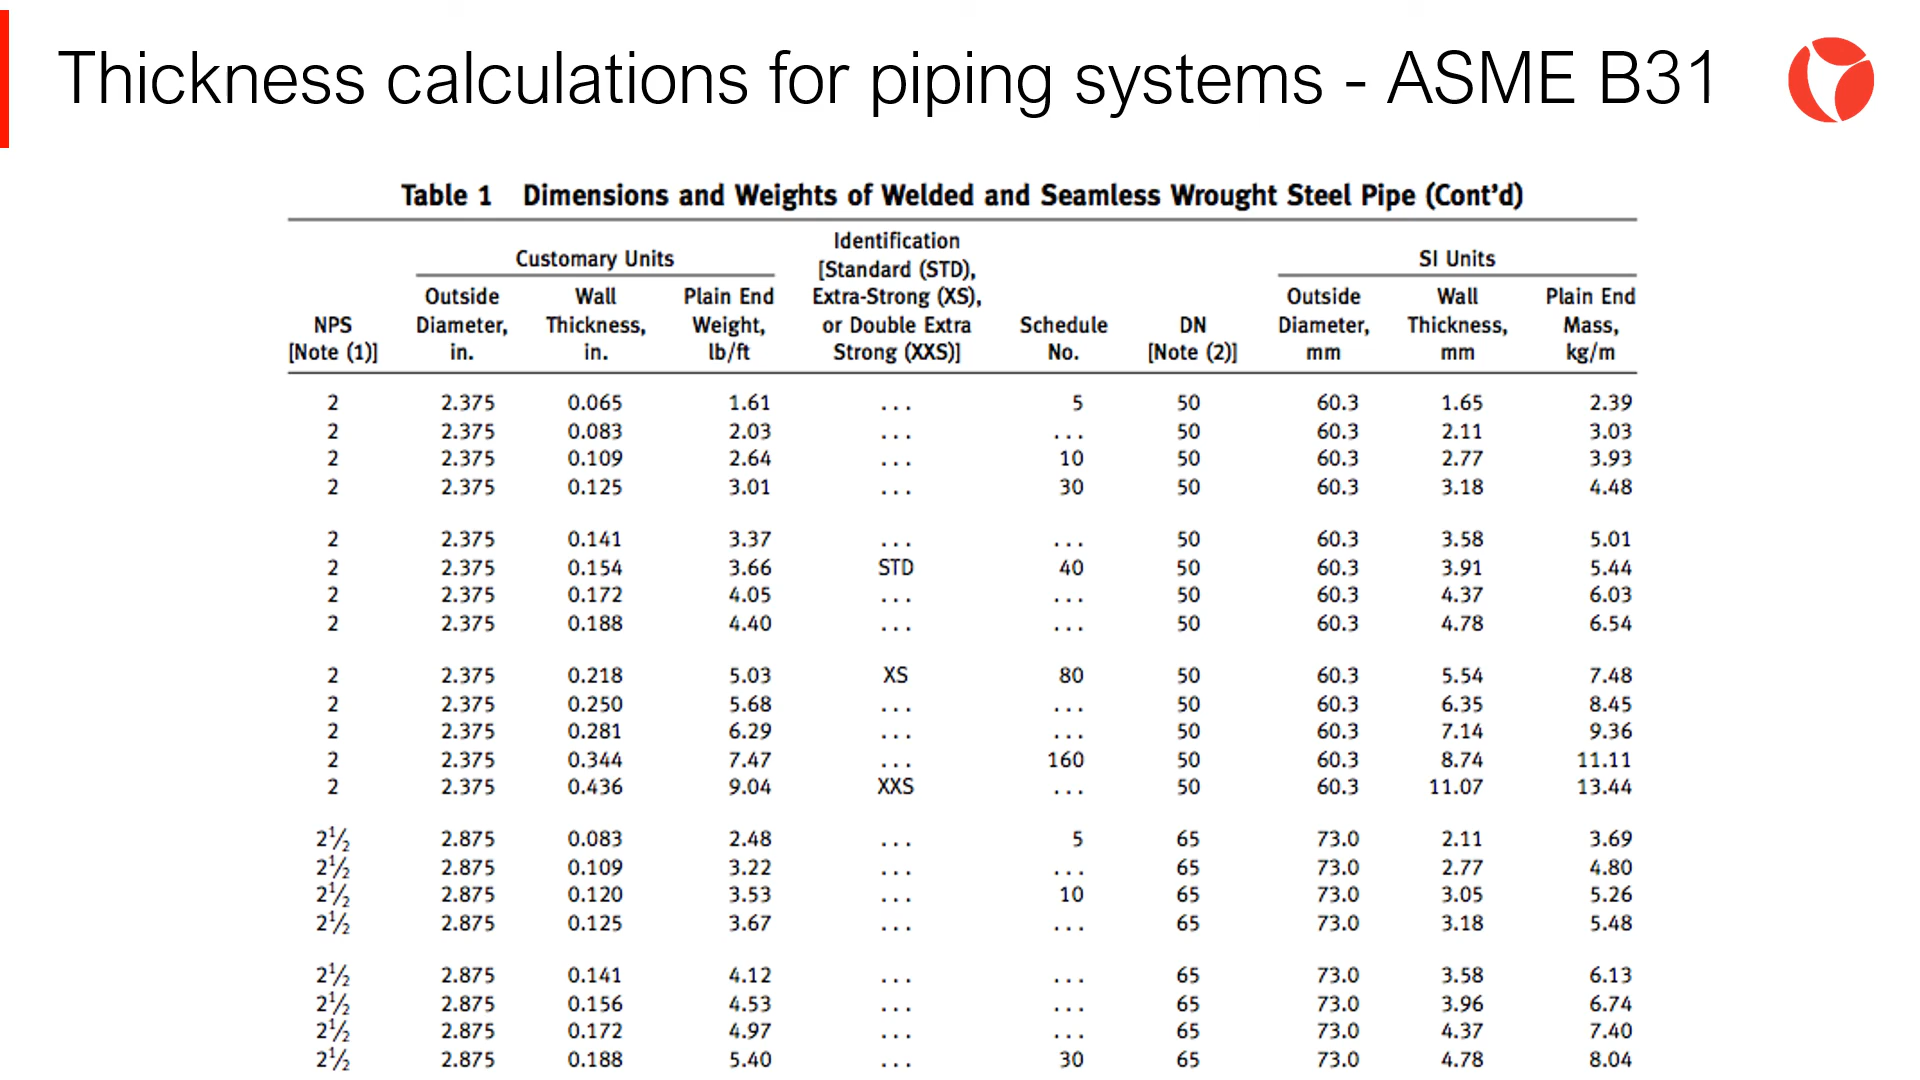 Thickness calculations for piping systems - ASME B31
Table 1 Dimensions and Weights of Welded and Seamless Wrought Steel Pipe (Cont’d)
Customary Units
Identification
[Standard (STD),
Extra-Strong (XS),
or Double Extra
Strong (XXS)]
SI Units
NPS
[Note (1)]
Outside
Diameter,
in.
Wall
Thickness,
in.
Plain End
Weight,
lb/ft
Schedule
No.
DN
[Note (2)]
Outside
Diameter,
mm
Wall
Thickness,
mm
Plain End
Mass,
kg/m
2 2.375 0.065 1.61 ... 5 50 60.3 1.65 2.39
2 2.375 0.083 2.03 ... ... 50 60.3 2.11 3.03
2 2.375 0.109 2.64 ... 10 50 60.3 2.77 3.93
2 2.375 0.125 3.01 ... 30 50 60.3 3.18 4.48
2 2.375 0.141 3.37 ... ... 50 60.3 3.58 5.01
2 2.375 0.154 3.66 STD 40 50 60.3 3.91 5.44
2 2.375 0.172 4.05 ... ... 50 60.3 4.37 6.03
2 2.375 0.188 4.40 ... ... 50 60.3 4.78 6.54
2 2.375 0.218 5.03 XS 80 50 60.3 5.54 7.48
2 2.375 0.250 5.68 ... ... 50 60.3 6.35 8.45
2 2.375 0.281 6.29 ... ... 50 60.3 7.14 9.36
2 2.375 0.344 7.47 ... 160 50 60.3 8.74 11.11
2 2.375 0.436 9.04 XXS ... 50 60.3 11.07 13.44
2½ 2.875 0.083 2.48 ... 5 65 73.0 2.11 3.69
2½ 2.875 0.109 3.22 ... ... 65 73.0 2.77 4.80
2½ 2.875 0.120 3.53 ... 10 65 73.0 3.05 5.26
2½ 2.875 0.125 3.67 ... ... 65 73.0 3.18 5.48
2½ 2.875 0.141 4.12 ... ... 65 73.0 3.58 6.13
2½ 2.875 0.156 4.53 ... ... 65 73.0 3.96 6.74
2½ 2.875 0.172 4.97 ... ... 65 73.0 4.37 7.40
2½ 2.875 0.188 5.40 ... 30 65 73.0 4.78 8.04